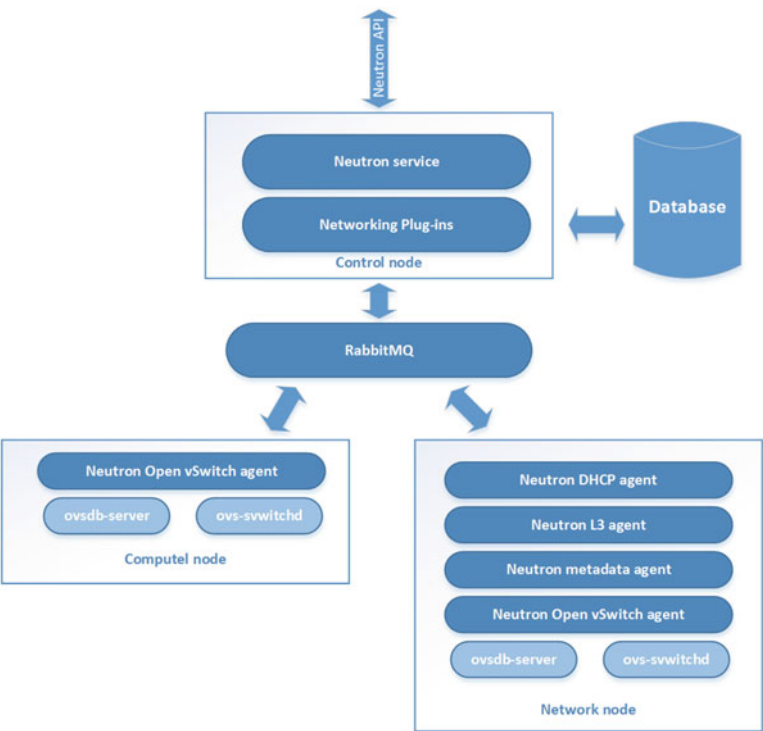 Neutron API
Neutron service
Networking Plug-ins
Control node
Database
RabbitMQ
Neutron Open vSwitch agent
ovsdb-server
ovs-svwitchd
Computel node
Neutron DHCP agent
Neutron L3 agent
Neutron metadata agent
Neutron Open vSwitch agent
ovsdb-server
ovs-svwitchd
Network node